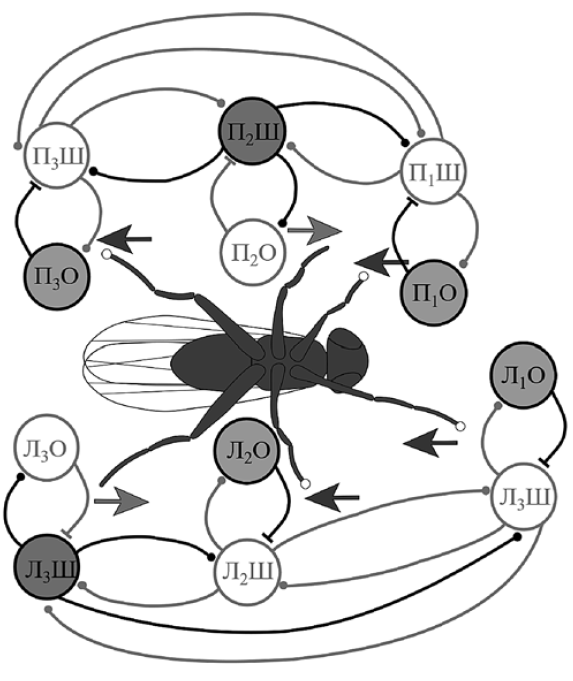 П₂Ш
П₃Ш
П₁Ш
П₂О
П₃О
П₁О
Л₁О
Л₃О
Л₂О
Л₃Ш
Л₃Ш
Л₂Ш